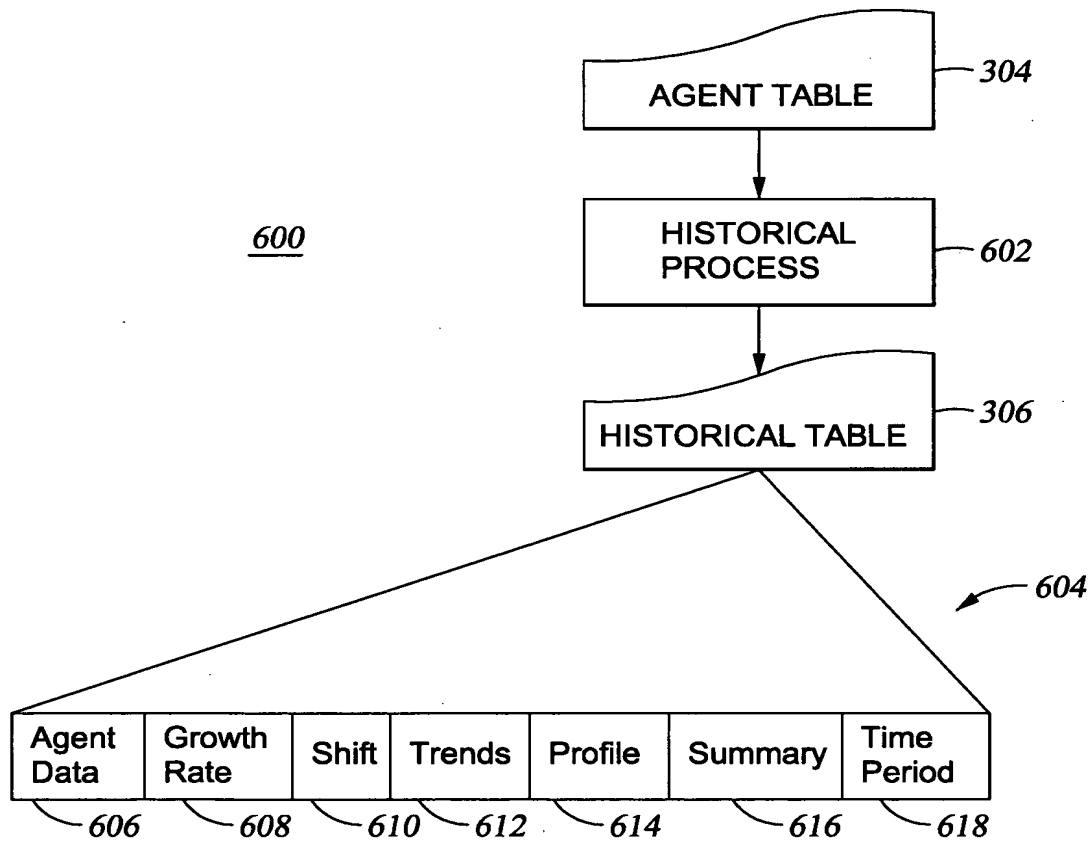 AGENT TABLE
304
600
HISTORICAL
PROCESS
602
HISTORICAL TABLE
306
604
Agent
Data
Growth
Rate
Shift
Trends
Profile
Summary
Time
Period
606
608
610
612
614
616
618